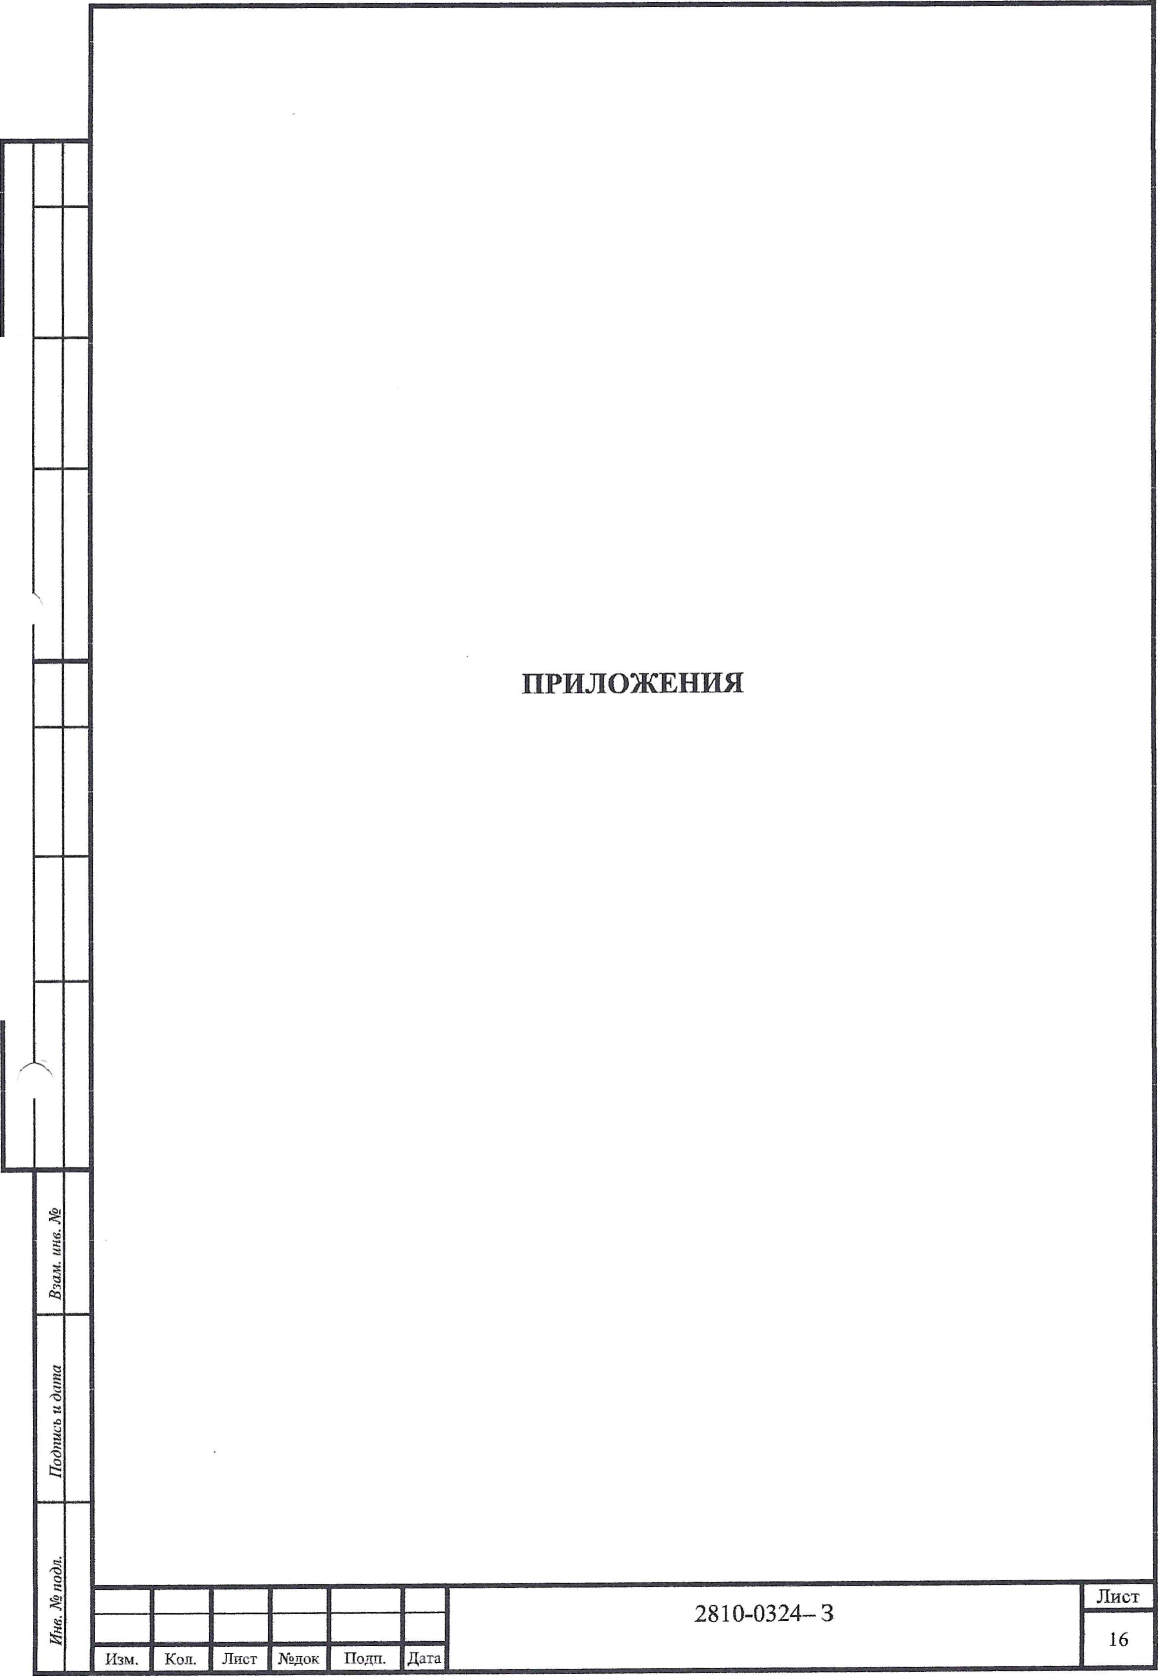 ПРИЛОЖЕНИЯ
Взам. инв. №
Подпись и дата
Инв. № подл.
2810-0324– З
Лист
16
Изм. Кол. Лист №док Подп. Дата